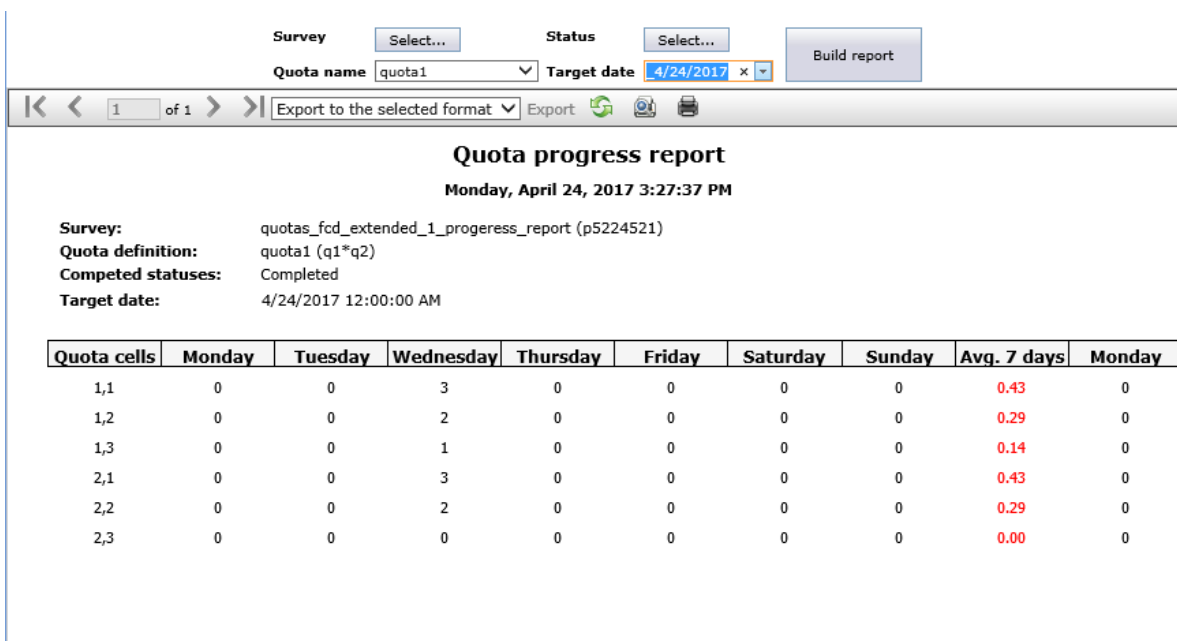 Survey Select... Status Select... Build report
Quota name quota1 Target date 4/24/2017 ×
1 of 1 Export to the selected format Export
Quota progress report
Monday, April 24, 2017 3:27:37 PM
Survey: quotas_fcd_extended_1_progeress_report (p5224521)
Quota definition: quota1 (q1*q2)
Competed statuses: Completed
Target date: 4/24/2017 12:00:00 AM
Quota cells Monday Tuesday Wednesday Thursday Friday Saturday Sunday Avg. 7 days Monday
1,1 0 0 3 0 0 0 0 0.43 0
1,2 0 0 2 0 0 0 0 0.29 0
1,3 0 0 1 0 0 0 0 0.14 0
2,1 0 0 3 0 0 0 0 0.43 0
2,2 0 0 2 0 0 0 0 0.29 0
2,3 0 0 0 0 0 0 0 0.00 0